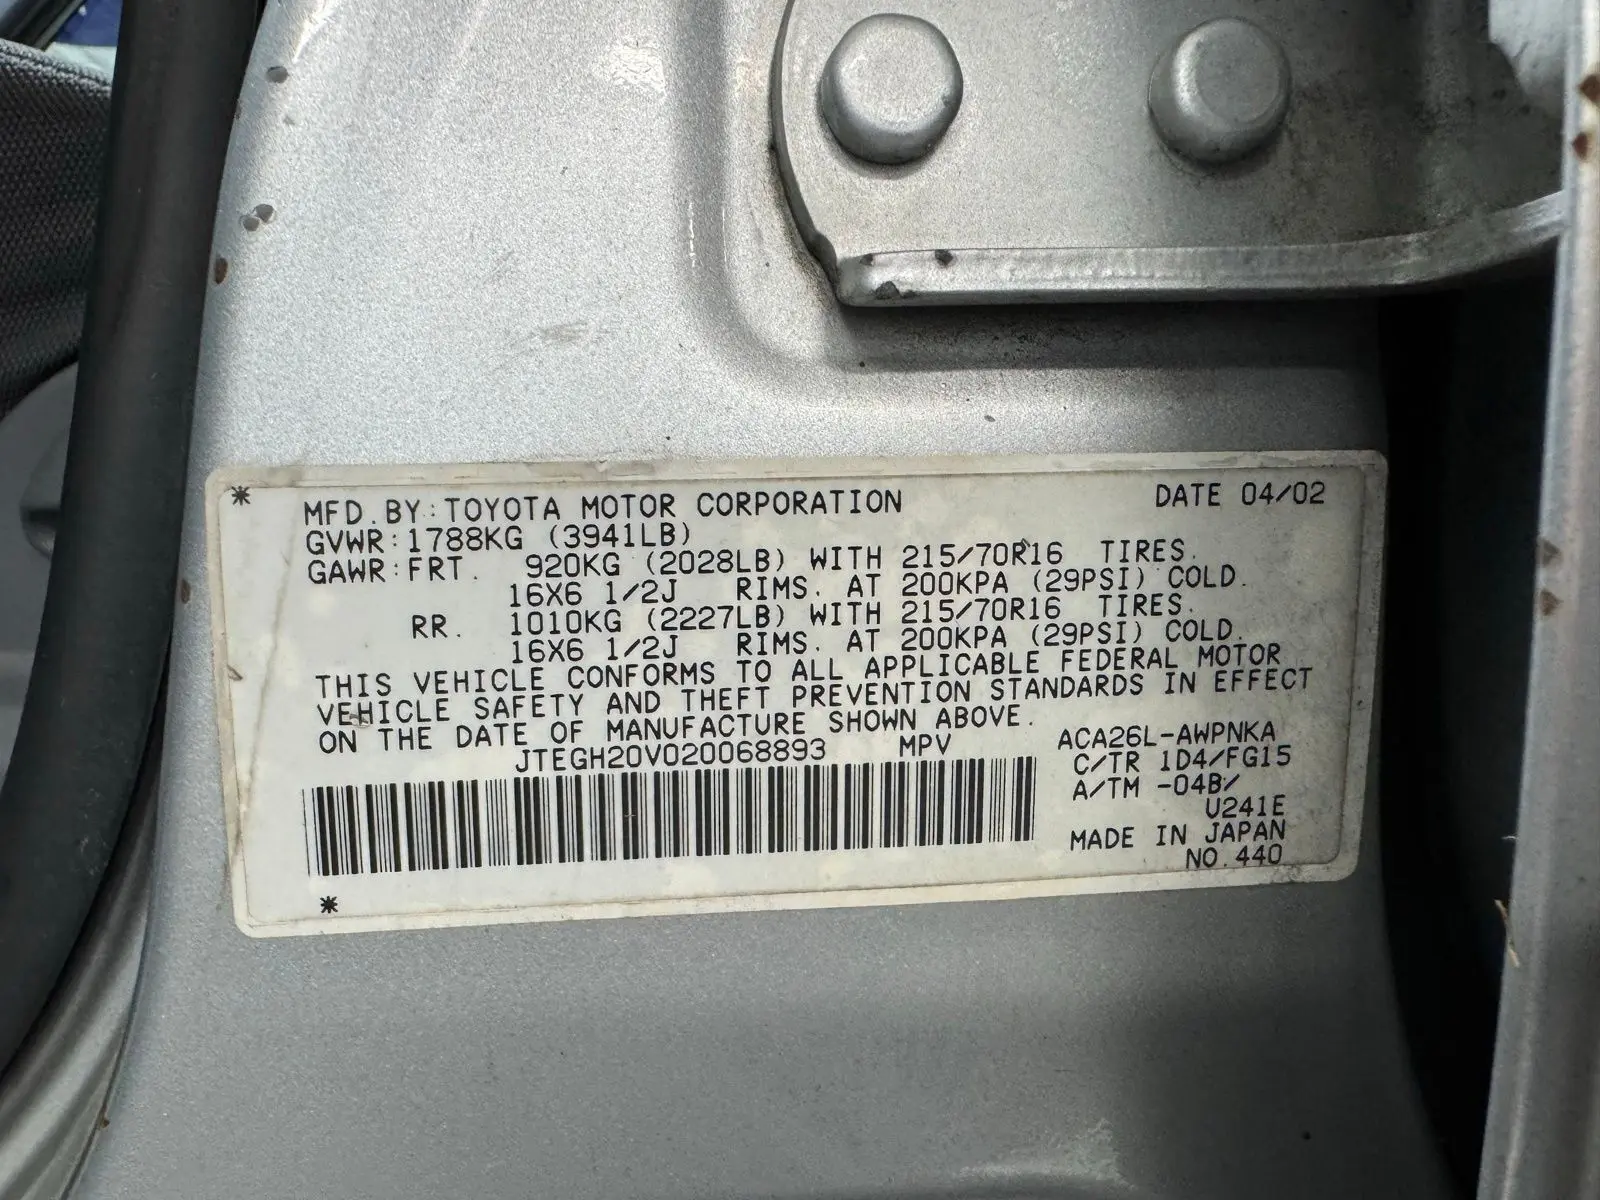 MFD. BY: TOYOTA MOTOR CORPORATION DATE 04/02
GVWR: 1788KG (3941LB)
GAWR: FRT. 920KG (2028LB) WITH 215/70R16 TIRES.
16X6 1/2J RIMS. AT 200KPA (29PSI) COLD.
RR. 1010KG (2227LB) WITH 215/70R16 TIRES.
16X6 1/2J RIMS. AT 200KPA (29PSI) COLD.
THIS VEHICLE CONFORMS TO ALL APPLICABLE FEDERAL MOTOR
VEHICLE SAFETY AND THEFT PREVENTION STANDARDS IN EFFECT
ON THE DATE OF MANUFACTURE SHOWN ABOVE.
JTEGH20V020068893 MPV
ACA26L-AWPNKA
C/TR 1D4/FG15
A/TM -04B/
U241E
MADE IN JAPAN
NO. 440